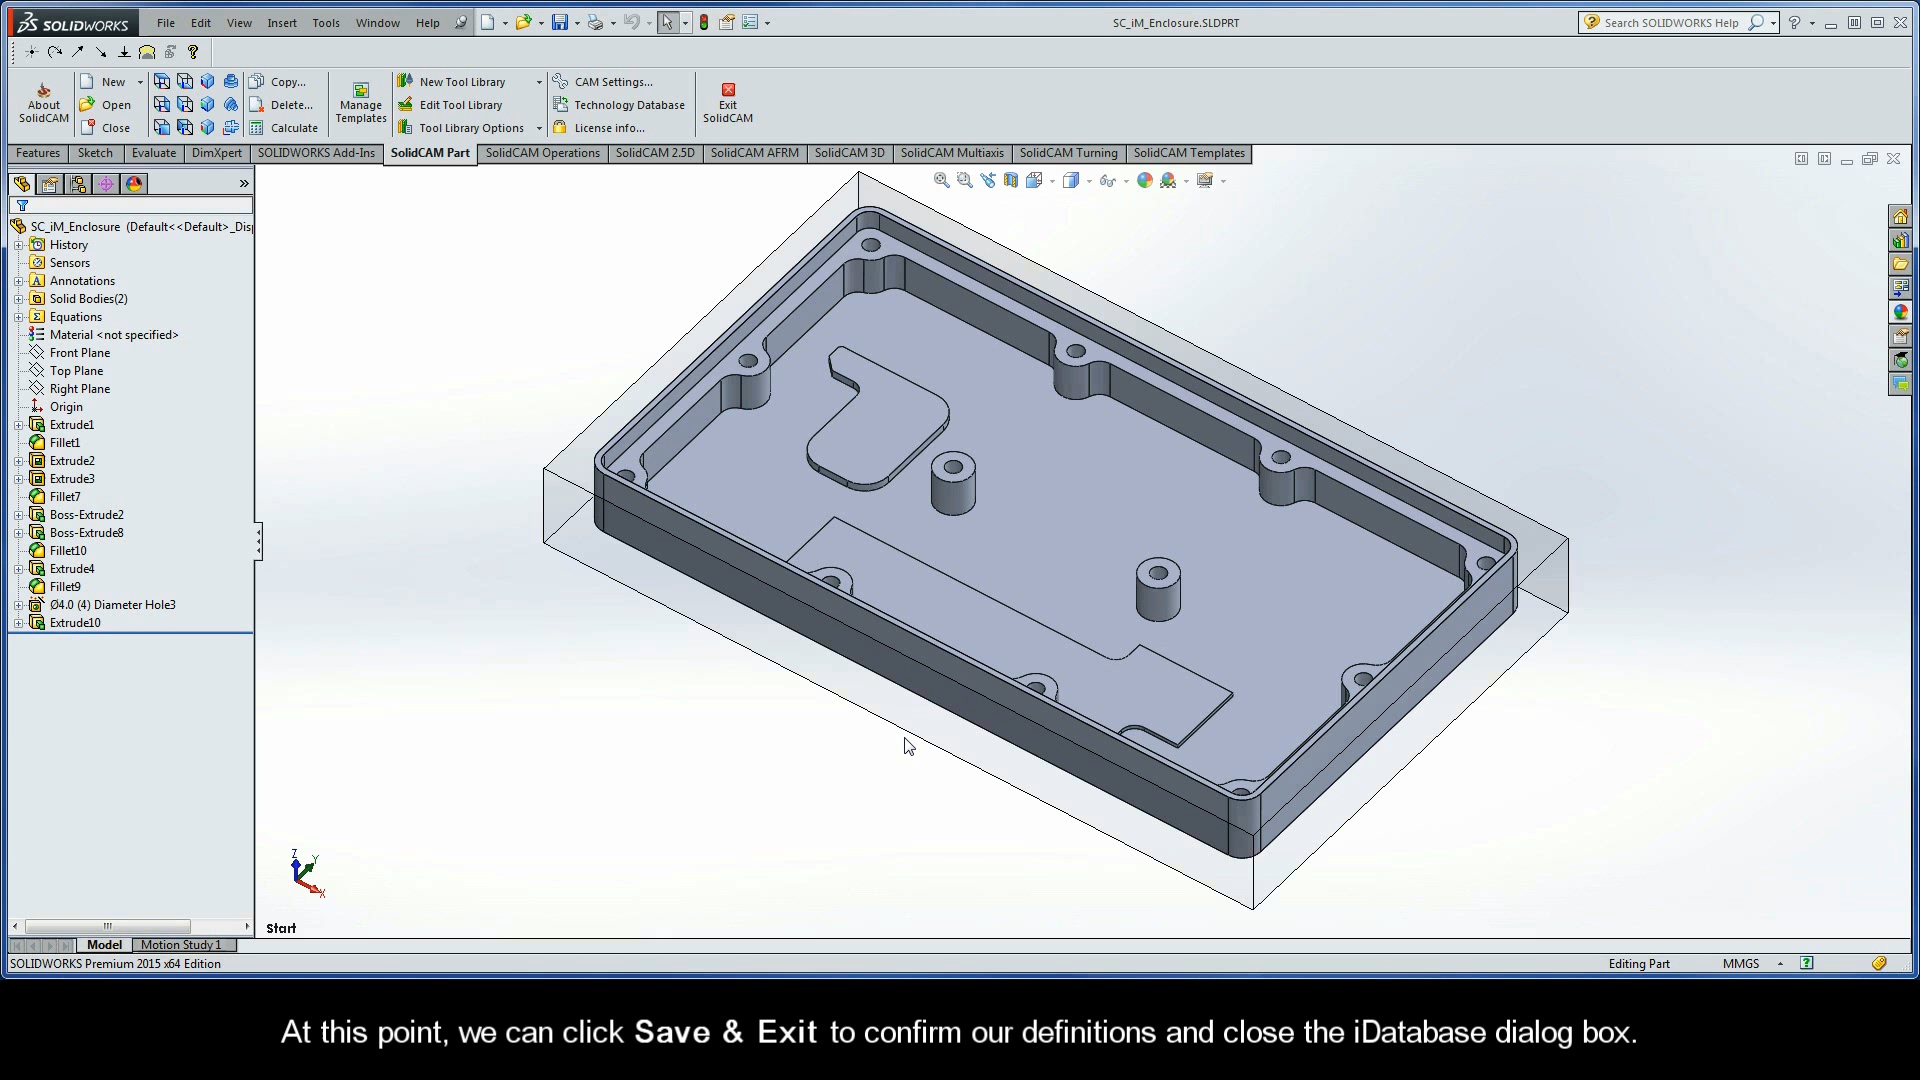 SOLIDWORKS File Edit View Insert Tools Window Help SC_iM_Enclosure.SLDPRT Search SOLIDWORKS Help
About SolidCAM New Open Close Copy... Delete... Calculate Manage Templates New Tool Library Edit Tool Library Tool Library Options CAM Settings... Technology Database License info... Exit SolidCAM
Features Sketch Evaluate DimXpert SOLIDWORKS Add-Ins SolidCAM Part SolidCAM Operations SolidCAM 2.5D SolidCAM AFRM SolidCAM 3D SolidCAM Multiaxis SolidCAM Turning SolidCAM Templates
SC_iM_Enclosure (Default<<Default>_Disp
History
Sensors
Annotations
Solid Bodies(2)
Equations
Material <not specified>
Front Plane
Top Plane
Right Plane
Origin
Extrude1
Fillet1
Extrude2
Extrude3
Fillet7
Boss-Extrude2
Boss-Extrude8
Fillet10
Extrude4
Fillet9
Ø4.0 (4) Diameter Hole3
Extrude10
Z Y X
Start
Model Motion Study 1
SOLIDWORKS Premium 2015 x64 Edition Editing Part MMGS
At this point, we can click Save & Exit to confirm our definitions and close the iDatabase dialog box.